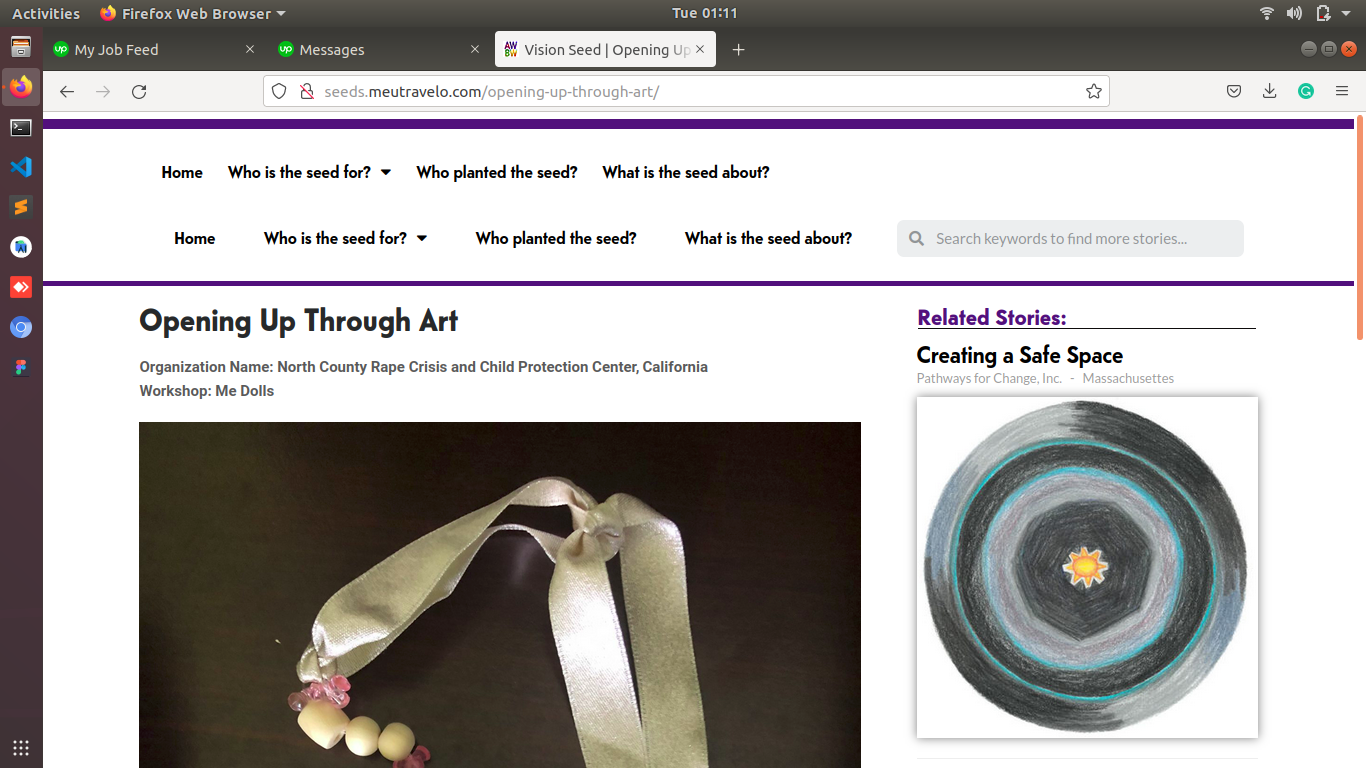 Activities Firefox Web Browser Tue 01:11
My Job Feed Messages Vision Seed | Opening Up
seeds.meutravelo.com/opening-up-through-art/
Home Who is the seed for? Who planted the seed? What is the seed about?
Home Who is the seed for? Who planted the seed? What is the seed about? Search keywords to find more stories...
Opening Up Through Art
Organization Name: North County Rape Crisis and Child Protection Center, California
Workshop: Me Dolls
Related Stories:
Creating a Safe Space
Pathways for Change, Inc. - Massachusettes